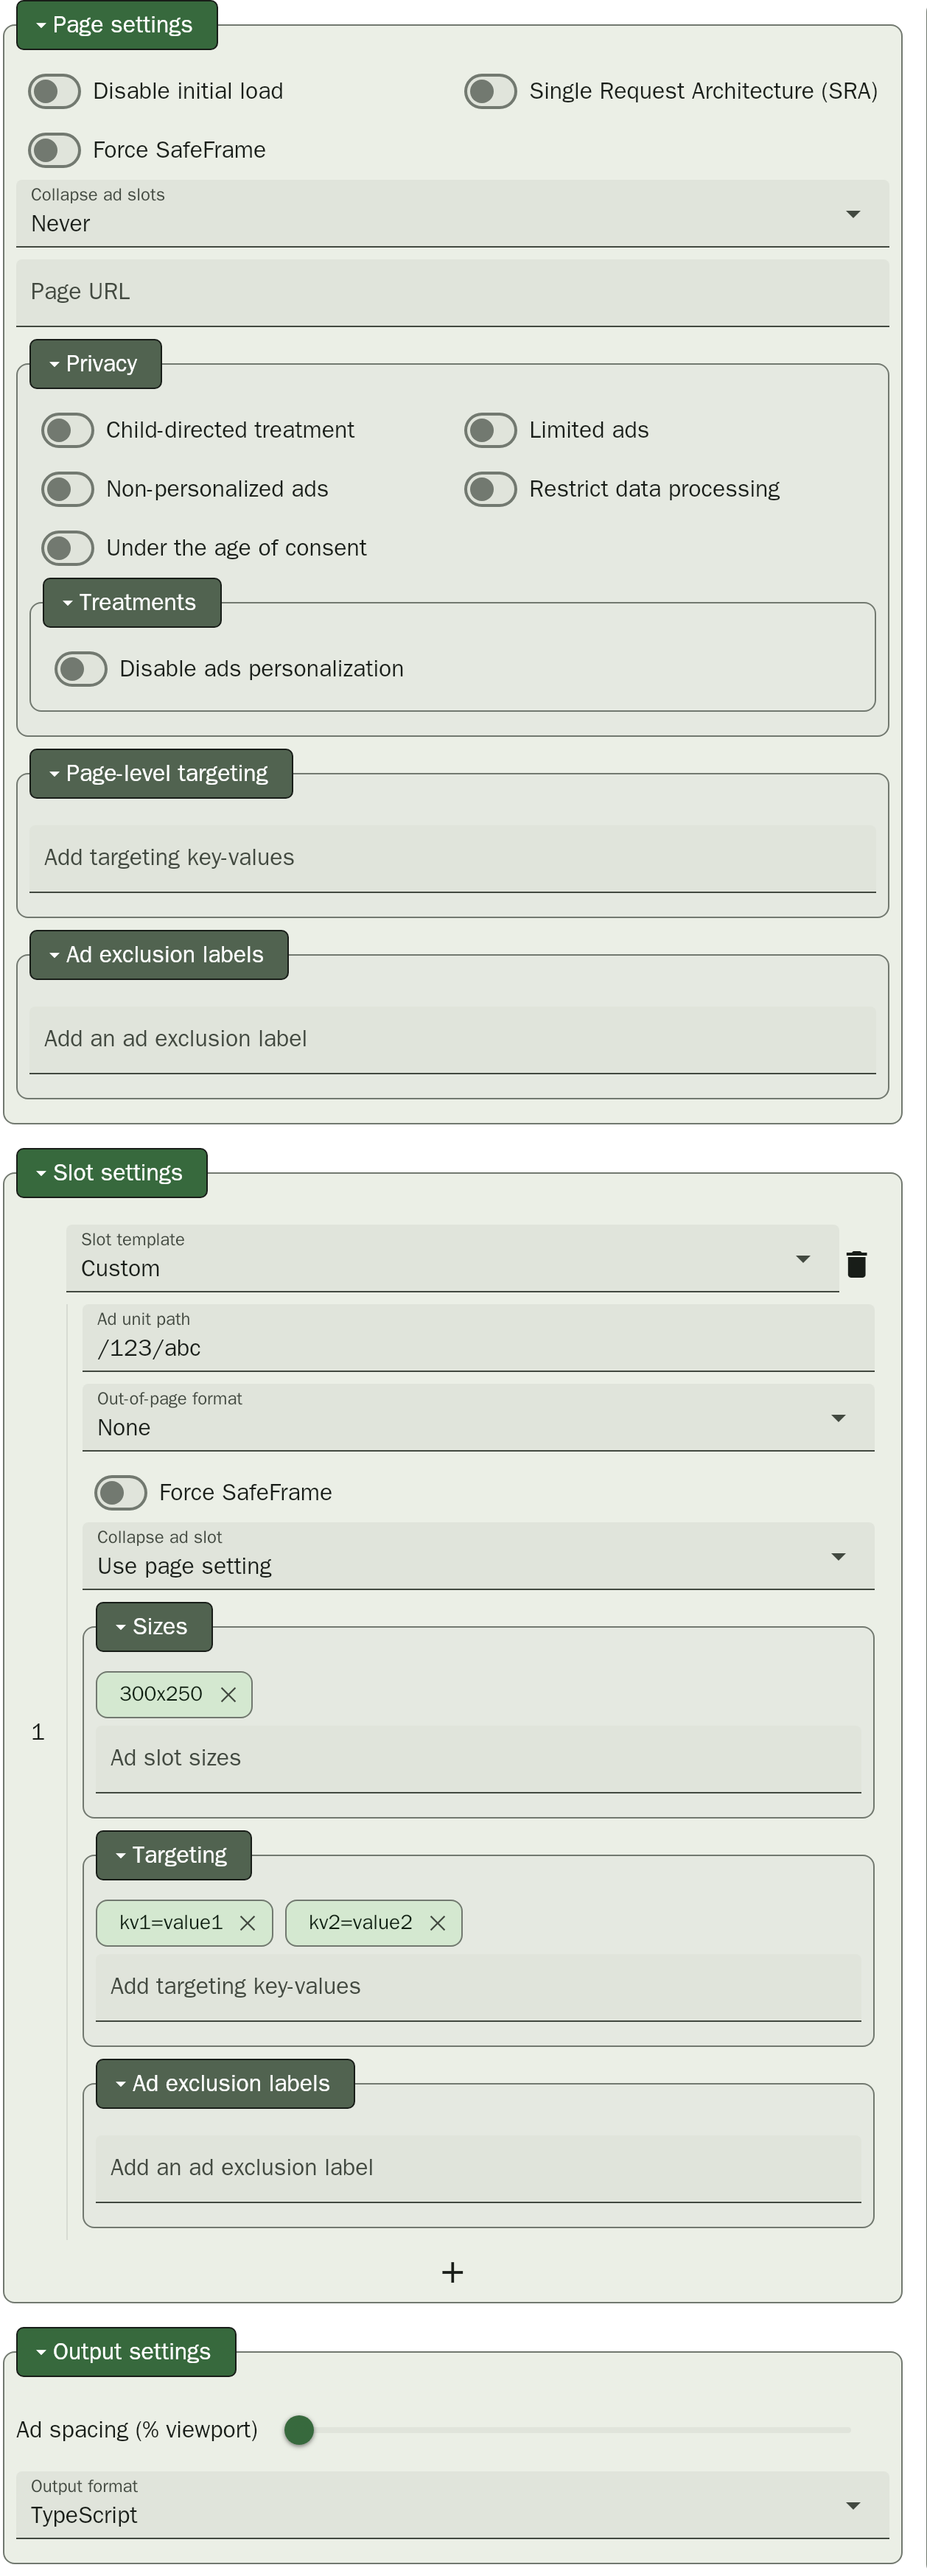 Page settings
Disable initial load
Single Request Architecture (SRA)
Force SafeFrame
Collapse ad slots
Never
Page URL
Privacy
Child-directed treatment
Limited ads
Non-personalized ads
Restrict data processing
Under the age of consent
Treatments
Disable ads personalization
Page-level targeting
Add targeting key-values
Ad exclusion labels
Add an ad exclusion label
Slot settings
Slot template
Custom
Ad unit path
/123/abc
Out-of-page format
None
Force SafeFrame
Collapse ad slot
Use page setting
Sizes
300x250
1
Ad slot sizes
Targeting
kv1=value1
kv2=value2
Add targeting key-values
Ad exclusion labels
Add an ad exclusion label
Output settings
Ad spacing (% viewport)
Output format
TypeScript